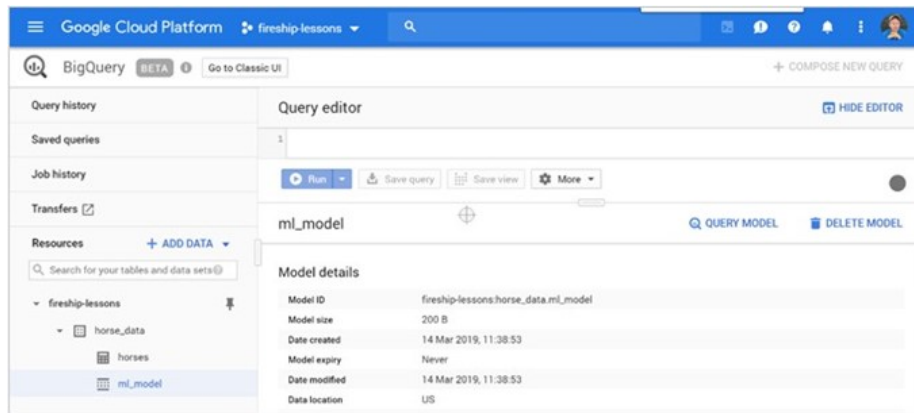 Google Cloud Platform fireship-lessons
BigQuery BETA Go to Classic UI + COMPOSE NEW QUERY
Query history
Saved queries
Job history
Transfers
Resources + ADD DATA
Search for your tables and data sets
fireship-lessons
horse_data
horses
ml_model
Query editor HIDE EDITOR
1
Run Save query Save view More
ml_model QUERY MODEL DELETE MODEL
Model details
Model ID fireship-lessons:horse_data.ml_model
Model size 200 B
Date created 14 Mar 2019, 11:38:53
Model expiry Never
Date modified 14 Mar 2019, 11:38:53
Data location US